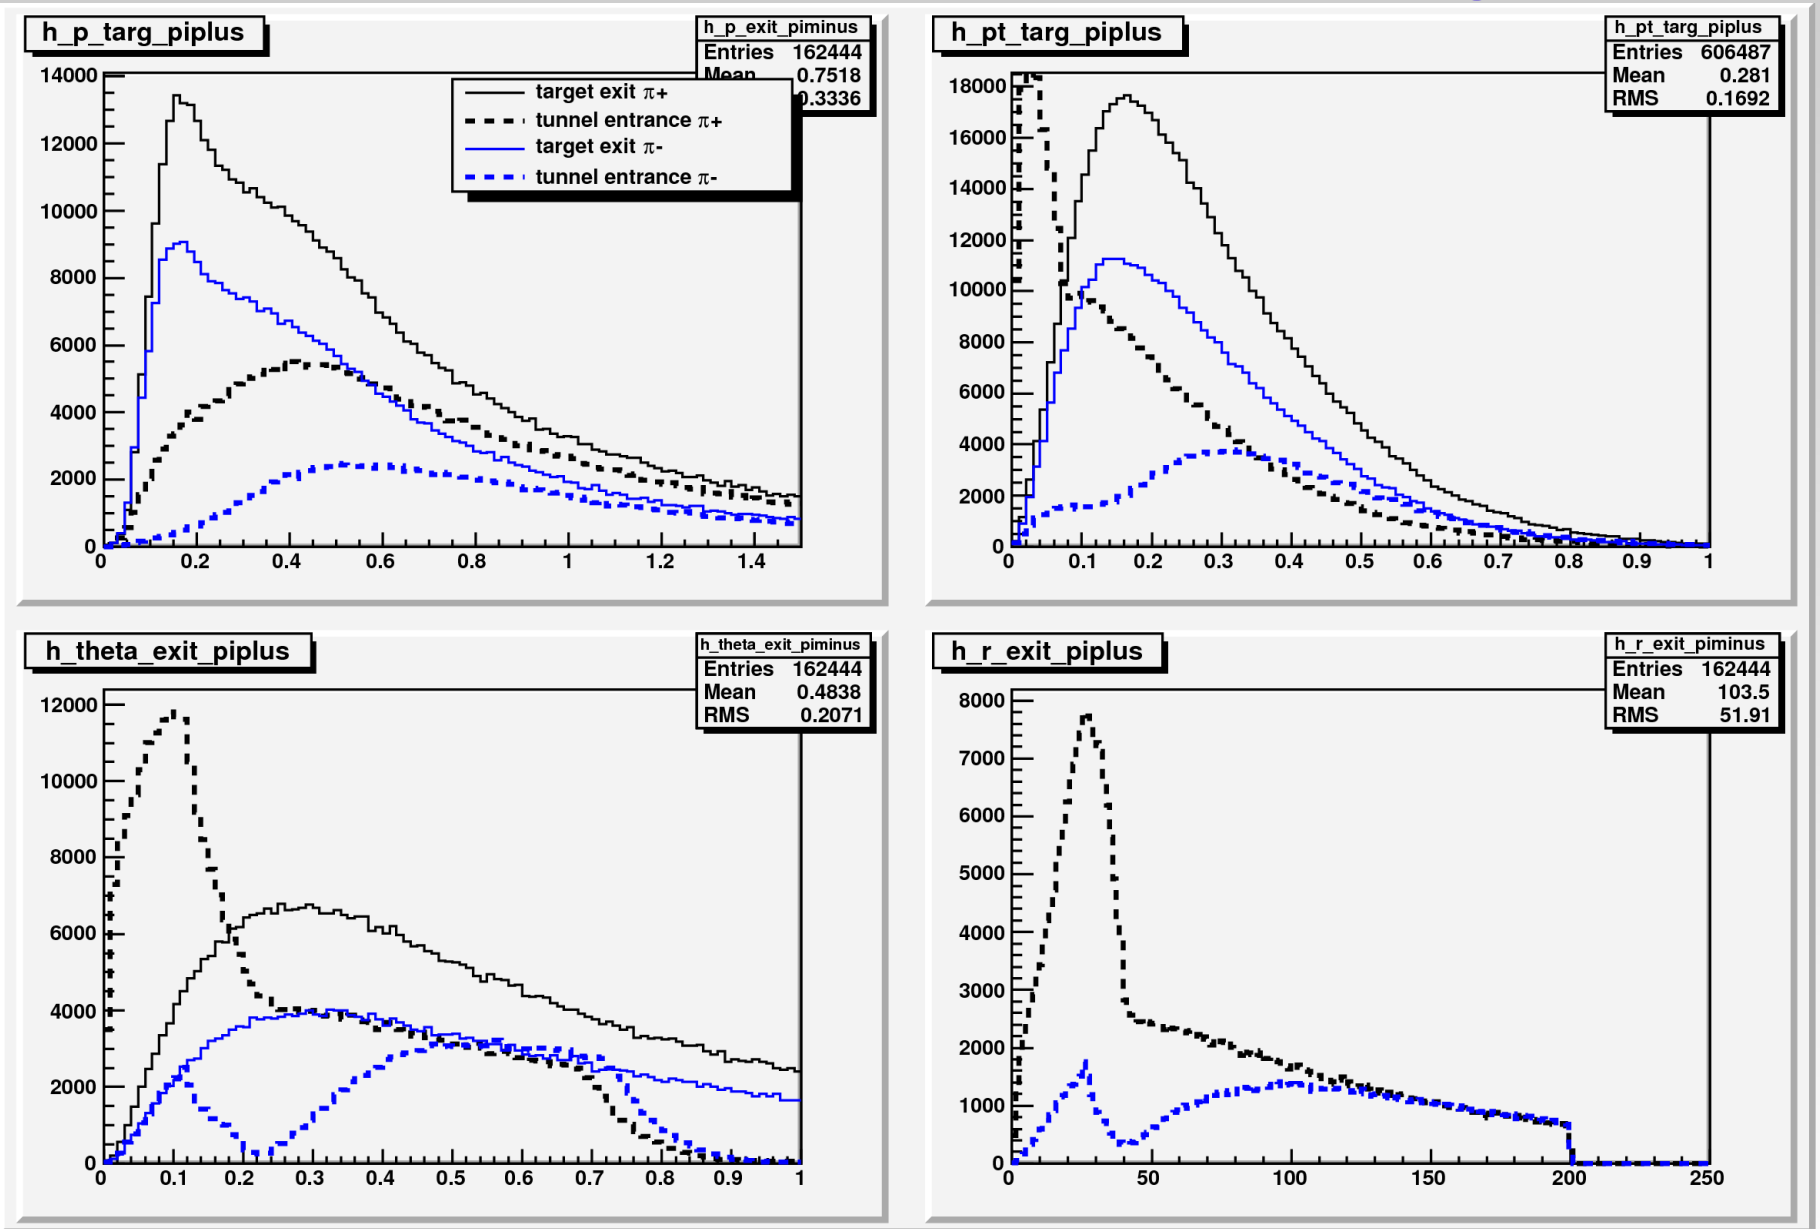 h_p_targ_piplus
h_p_exit_piminus
Entries 162444
Mean 0.7518
0.3336
target exit π+
tunnel entrance π+
target exit π-
tunnel entrance π-
14000
12000
10000
8000
6000
4000
2000
0
0 0.2 0.4 0.6 0.8 1 1.2 1.4
h_pt_targ_piplus
h_pt_targ_piplus
Entries 606487
Mean 0.281
RMS 0.1692
18000
16000
14000
12000
10000
8000
6000
4000
2000
0
0 0.1 0.2 0.3 0.4 0.5 0.6 0.7 0.8 0.9 1
h_theta_exit_piplus
h_theta_exit_piminus
Entries 162444
Mean 0.4838
RMS 0.2071
12000
10000
8000
6000
4000
2000
0
0 0.1 0.2 0.3 0.4 0.5 0.6 0.7 0.8 0.9 1
h_r_exit_piplus
h_r_exit_piminus
Entries 162444
Mean 103.5
RMS 51.91
8000
7000
6000
5000
4000
3000
2000
1000
0
0 50 100 150 200 250